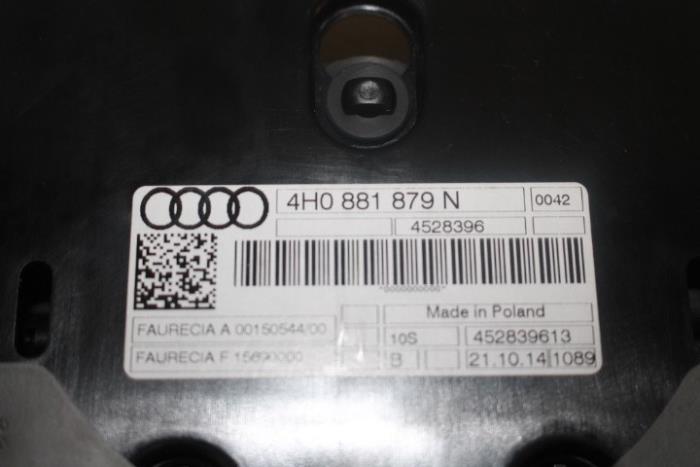 4H0 881 879 N 0042
4528396
Made in Poland
FAURECIA A 00150544/00
10S 452839613
FAURECIA F 15690000
B 21.10.14 1089